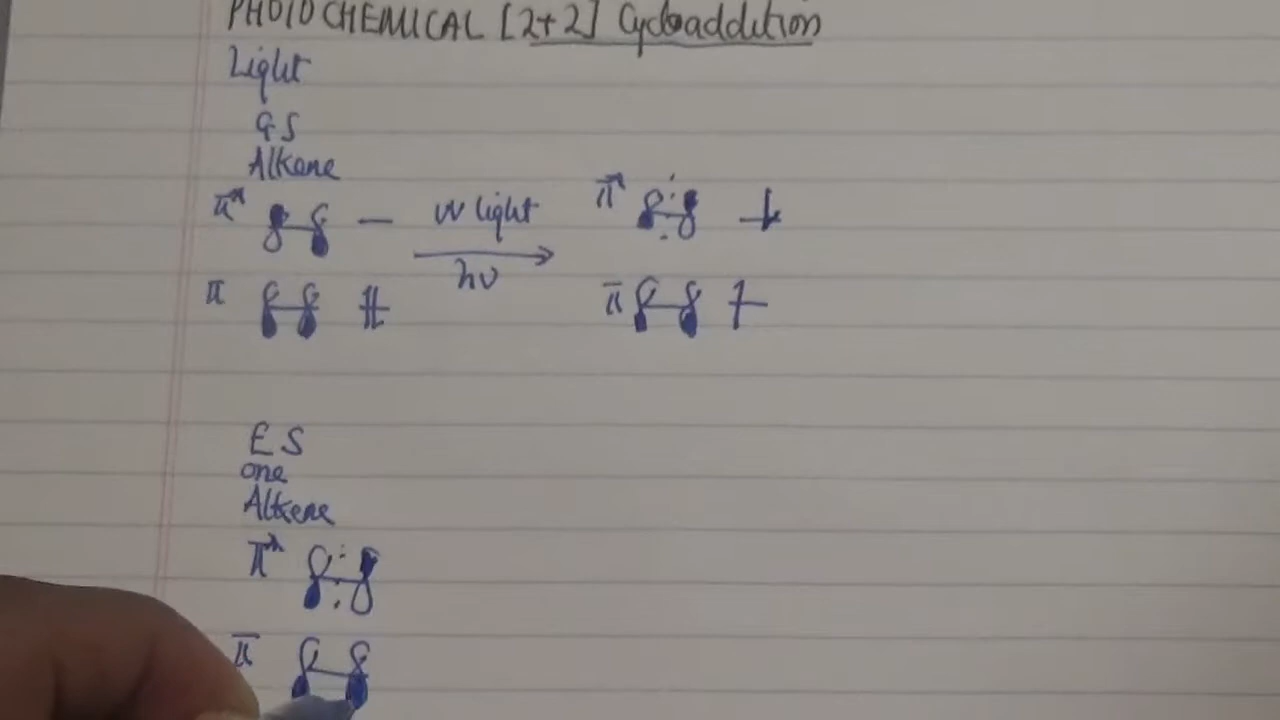 PHOTOCHEMICAL [2+2] Cycloaddition
Light
GS
Alkene
π* UV light π*
hν
π π
ES
one
Alkene
π*
π